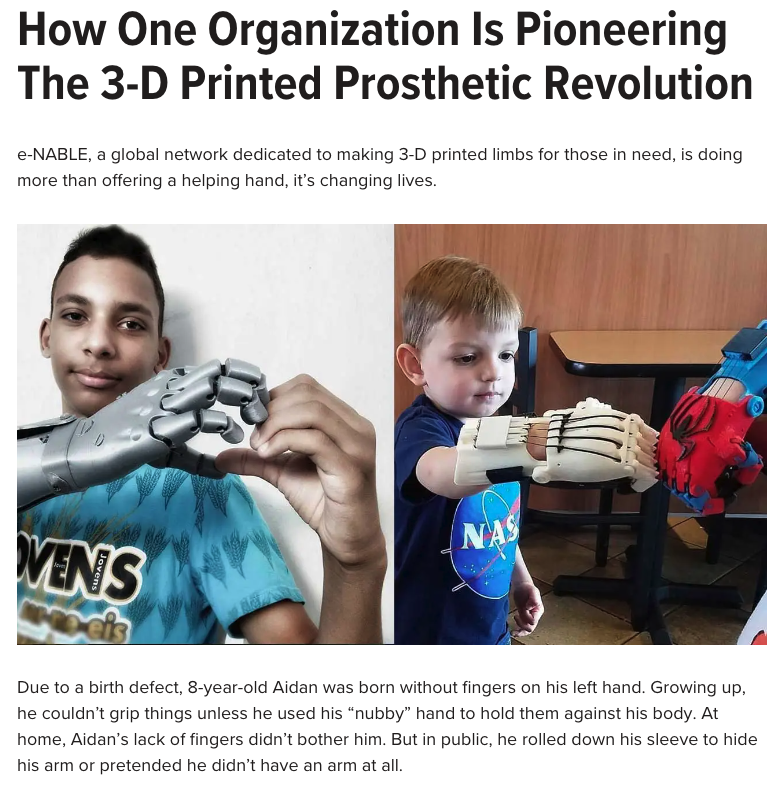 How One Organization Is Pioneering
The 3-D Printed Prosthetic Revolution
e-NABLE, a global network dedicated to making 3-D printed limbs for those in need, is doing
more than offering a helping hand, it’s changing lives.
OVENS
Jovens
eis
NAS
Due to a birth defect, 8-year-old Aidan was born without fingers on his left hand. Growing up,
he couldn’t grip things unless he used his “nubby” hand to hold them against his body. At
home, Aidan’s lack of fingers didn’t bother him. But in public, he rolled down his sleeve to hide
his arm or pretended he didn’t have an arm at all.